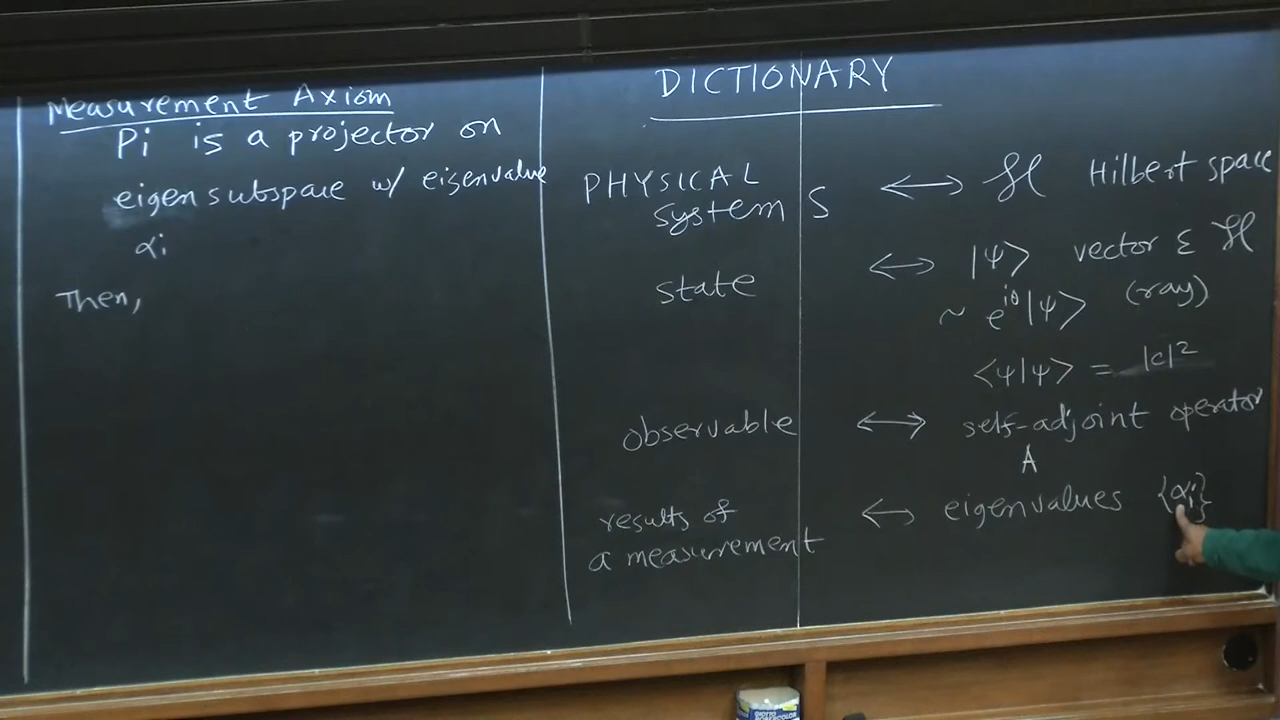 Measurement Axiom
Pi is a projector on
eigensubspace w/ eigenvalue
αi
Then,
DICTIONARY
PHYSICAL system S ⟷ ℋ Hilbert space
state ⟷ |ψ> vector ∈ ℋ
~ e^{iθ}|ψ> (ray)
<ψ|ψ> = |c|²
observable ⟷ self-adjoint operator
A
results of a measurement ⟷ eigenvalues {αi}
GIOTTO